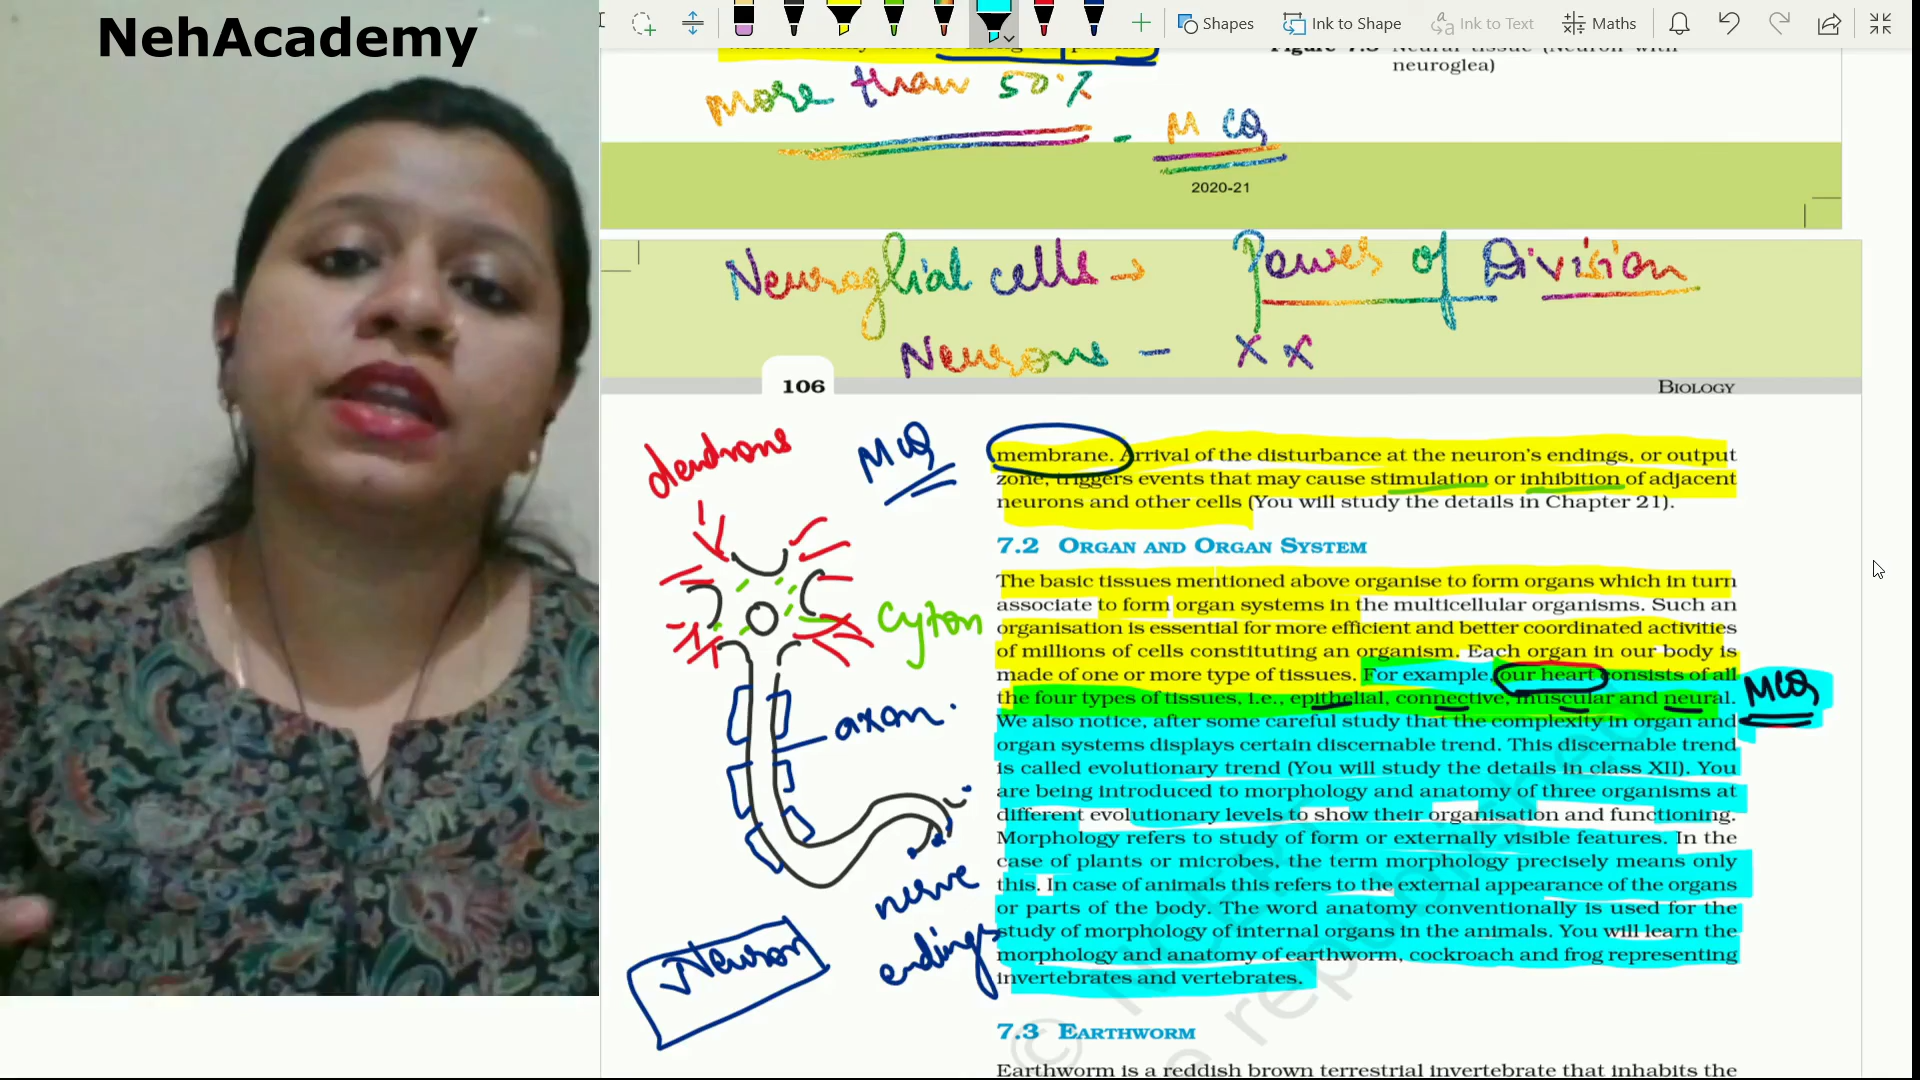 NehAcademy
Shapes
Ink to Shape
Ink to Text
Maths
neuroglea)
more than 50%
- MCQ
2020-21
Neuroglial cells → Power of Division
Neurons - x x
106
BIOLOGY
dendrons
MCQ
cyton
axon.
nerve
endings
Neuron
membrane. Arrival of the disturbance at the neuron's endings, or output
zone, triggers events that may cause stimulation or inhibition of adjacent
neurons and other cells (You will study the details in Chapter 21).
7.2 ORGAN AND ORGAN SYSTEM
The basic tissues mentioned above organise to form organs which in turn
associate to form organ systems in the multicellular organisms. Such an
organisation is essential for more efficient and better coordinated activities
of millions of cells constituting an organism. Each organ in our body is
made of one or more type of tissues. For example, our heart consists of all
the four types of tissues, i.e., epithelial, connective, muscular and neural.
MCQ
We also notice, after some careful study that the complexity in organ and
organ systems displays certain discernable trend. This discernable trend
is called evolutionary trend (You will study the details in class XII). You
are being introduced to morphology and anatomy of three organisms at
different evolutionary levels to show their organisation and functioning.
Morphology refers to study of form or externally visible features. In the
case of plants or microbes, the term morphology precisely means only
this. In case of animals this refers to the external appearance of the organs
or parts of the body. The word anatomy conventionally is used for the
study of morphology of internal organs in the animals. You will learn the
morphology and anatomy of earthworm, cockroach and frog representing
invertebrates and vertebrates.
7.3 EARTHWORM
Earthworm is a reddish brown terrestrial invertebrate that inhabits the